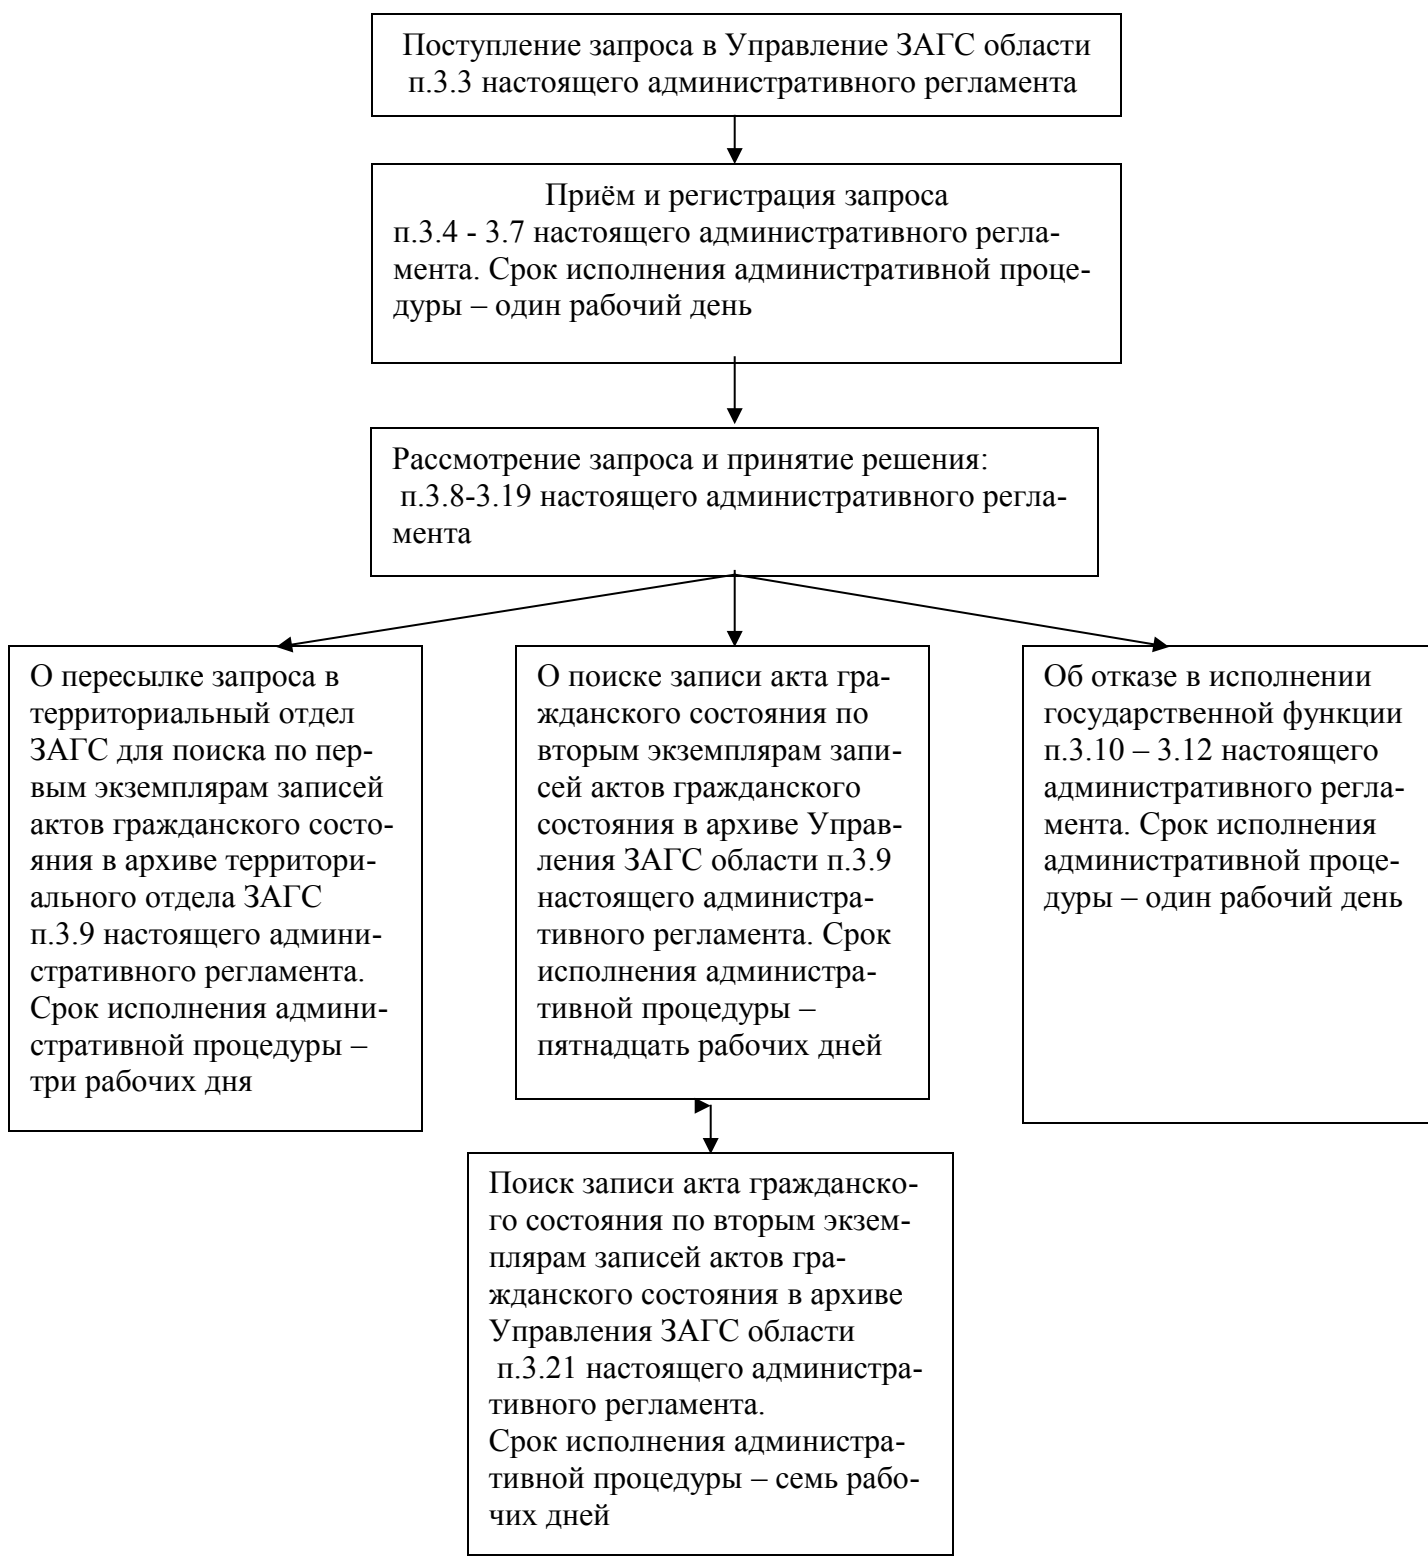 Поступление запроса в Управление ЗАГС области
п.3.3 настоящего административного регламента
Приём и регистрация запроса
п.3.4 - 3.7 настоящего административного регла-
мента. Срок исполнения административной проце-
дуры – один рабочий день
Рассмотрение запроса и принятие решения:
п.3.8-3.19 настоящего административного регла-
мента
О пересылке запроса в
территориальный отдел
ЗАГС для поиска по пер-
вым экземплярам записей
актов гражданского состо-
яния в архиве территори-
ального отдела ЗАГС
п.3.9 настоящего админи-
стративного регламента.
Срок исполнения админи-
стративной процедуры –
три рабочих дня
О поиске записи акта гра-
жданского состояния по
вторым экземплярам запи-
сей актов гражданского
состояния в архиве Управ-
ления ЗАГС области п.3.9
настоящего администра-
тивного регламента. Срок
исполнения администра-
тивной процедуры –
пятнадцать рабочих дней
Об отказе в исполнении
государственной функции
п.3.10 – 3.12 настоящего
административного регла-
мента. Срок исполнения
административной проце-
дуры – один рабочий день
Поиск записи акта гражданско-
го состояния по вторым экзем-
плярам записей актов гра-
жданского состояния в архиве
Управления ЗАГС области
п.3.21 настоящего администра-
тивного регламента.
Срок исполнения администра-
тивной процедуры – семь рабо-
чих дней